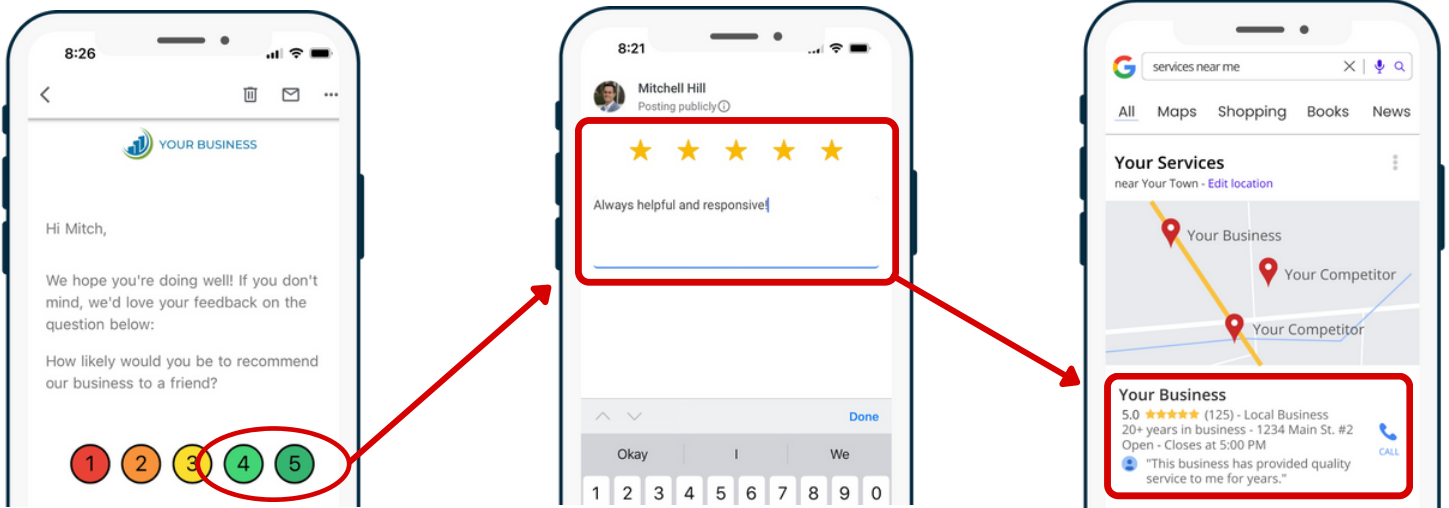 8:26
YOUR BUSINESS
Hi Mitch,
We hope you're doing well! If you don't
mind, we'd love your feedback on the
question below:
How likely would you be to recommend
our business to a friend?
1 2 3 4 5
8:21
Mitchell Hill
Posting publicly
Always helpful and responsive!
Done
Okay I We
1 2 3 4 5 6 7 8 9 0
services near me
All Maps Shopping Books News
Your Services
near Your Town - Edit location
Your Business
Your Competitor
Your Competitor
Your Business
5.0 ★★★★★ (125) - Local Business
20+ years in business - 1234 Main St. #2
Open - Closes at 5:00 PM
CALL
"This business has provided quality
service to me for years."